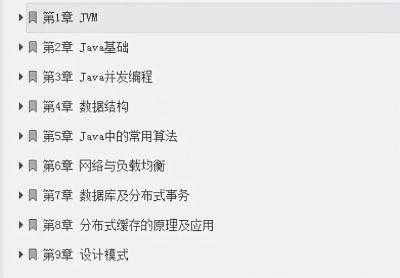 第1章 JVM
第2章 Java基础
第3章 Java并发编程
第4章 数据结构
第5章 Java中的常用算法
第6章 网络与负载均衡
第7章 数据库及分布式事务
第8章 分布式缓存的原理及应用
第9章 设计模式